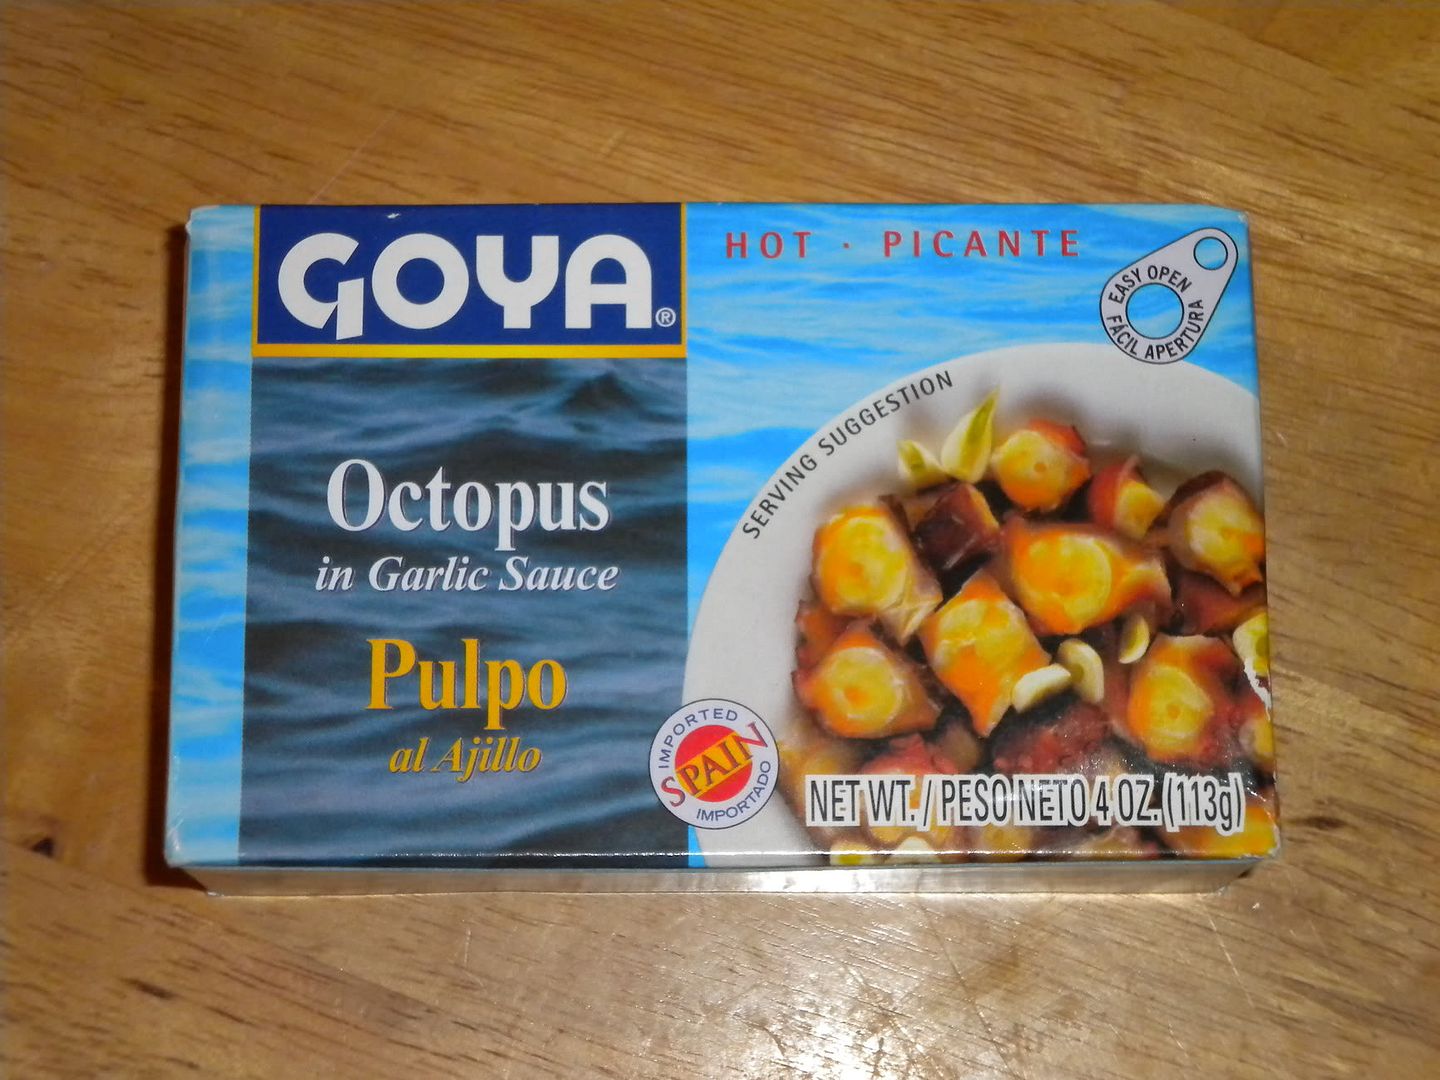 GOYA®
HOT · PICANTE
EASY OPEN
FÁCIL APERTURA
SERVING SUGGESTION
Octopus
in Garlic Sauce
Pulpo
al Ajillo
IMPORTED
SPAIN
IMPORTADO
NET WT. / PESO NETO 4 OZ. (113g)